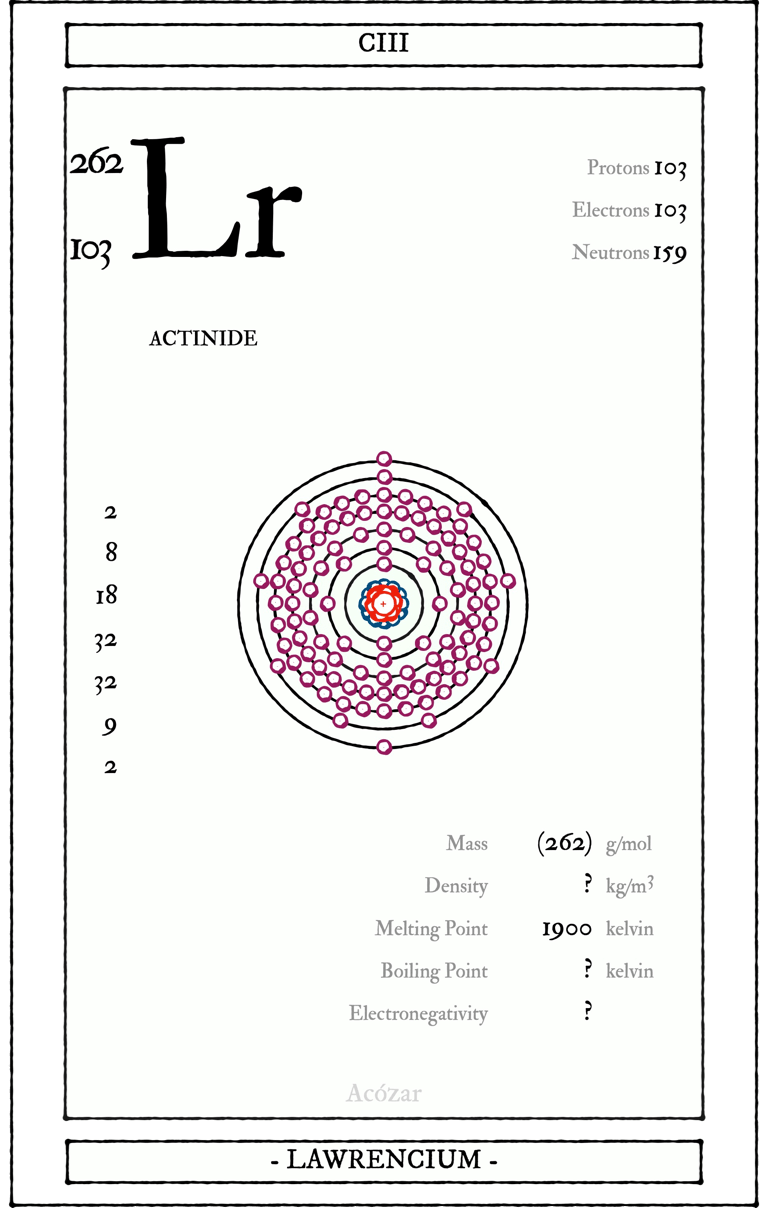 CIII
262
Lr
103
Protons 103
Electrons 103
Neutrons 159
ACTINIDE
2
8
18
32
32
9
2
+
Mass (262) g/mol
Density ? kg/m³
Melting Point 1900 kelvin
Boiling Point ? kelvin
Electronegativity ?
Acózar
- LAWRENCIUM -